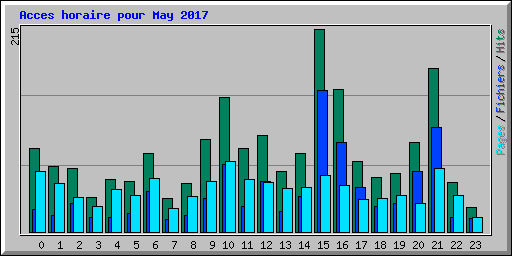 Acces horaire pour May 2017
215
Pages / Fichiers / Hits
0 1 2 3 4 5 6 7 8 9 10 11 12 13 14 15 16 17 18 19 20 21 22 23